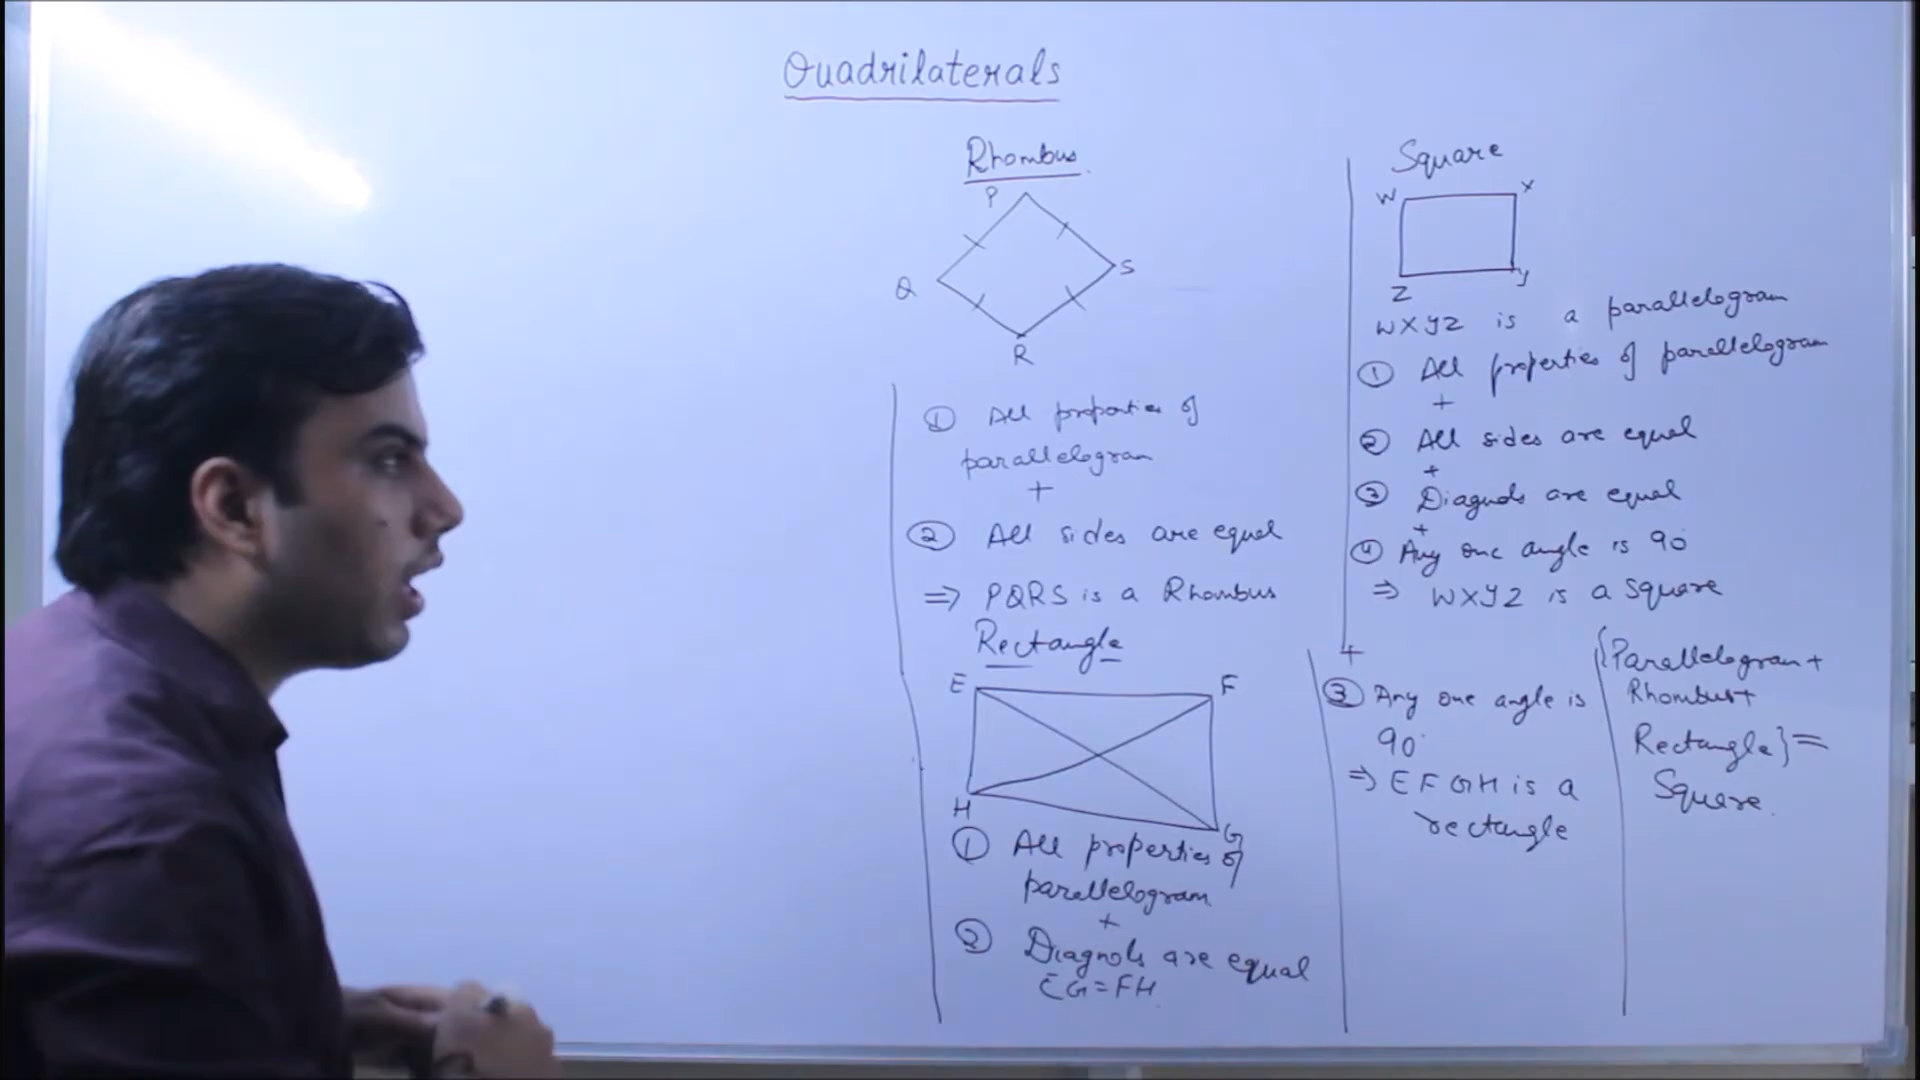 Quadrilaterals
Rhombus
P
Q
S
R
① All properties of
parallelogram
+
② All sides are equal
⇒ PQRS is a Rhombus
Rectangle
E
F
H
G
① All properties of
parallelogram
+
② Diagnols are equal
EG = FH
Square
W
X
Z
Y
WXYZ is a parallelogram
① All properties of parallelogram
+
② All sides are equal
+
③ Diagnols are equal
+
④ Any one angle is 90°
⇒ WXYZ is a square
+
③ Any one angle is
90°
⇒ EFGH is a
rectangle
{Parallelogram +
Rhombus +
Rectangle} =
Square.